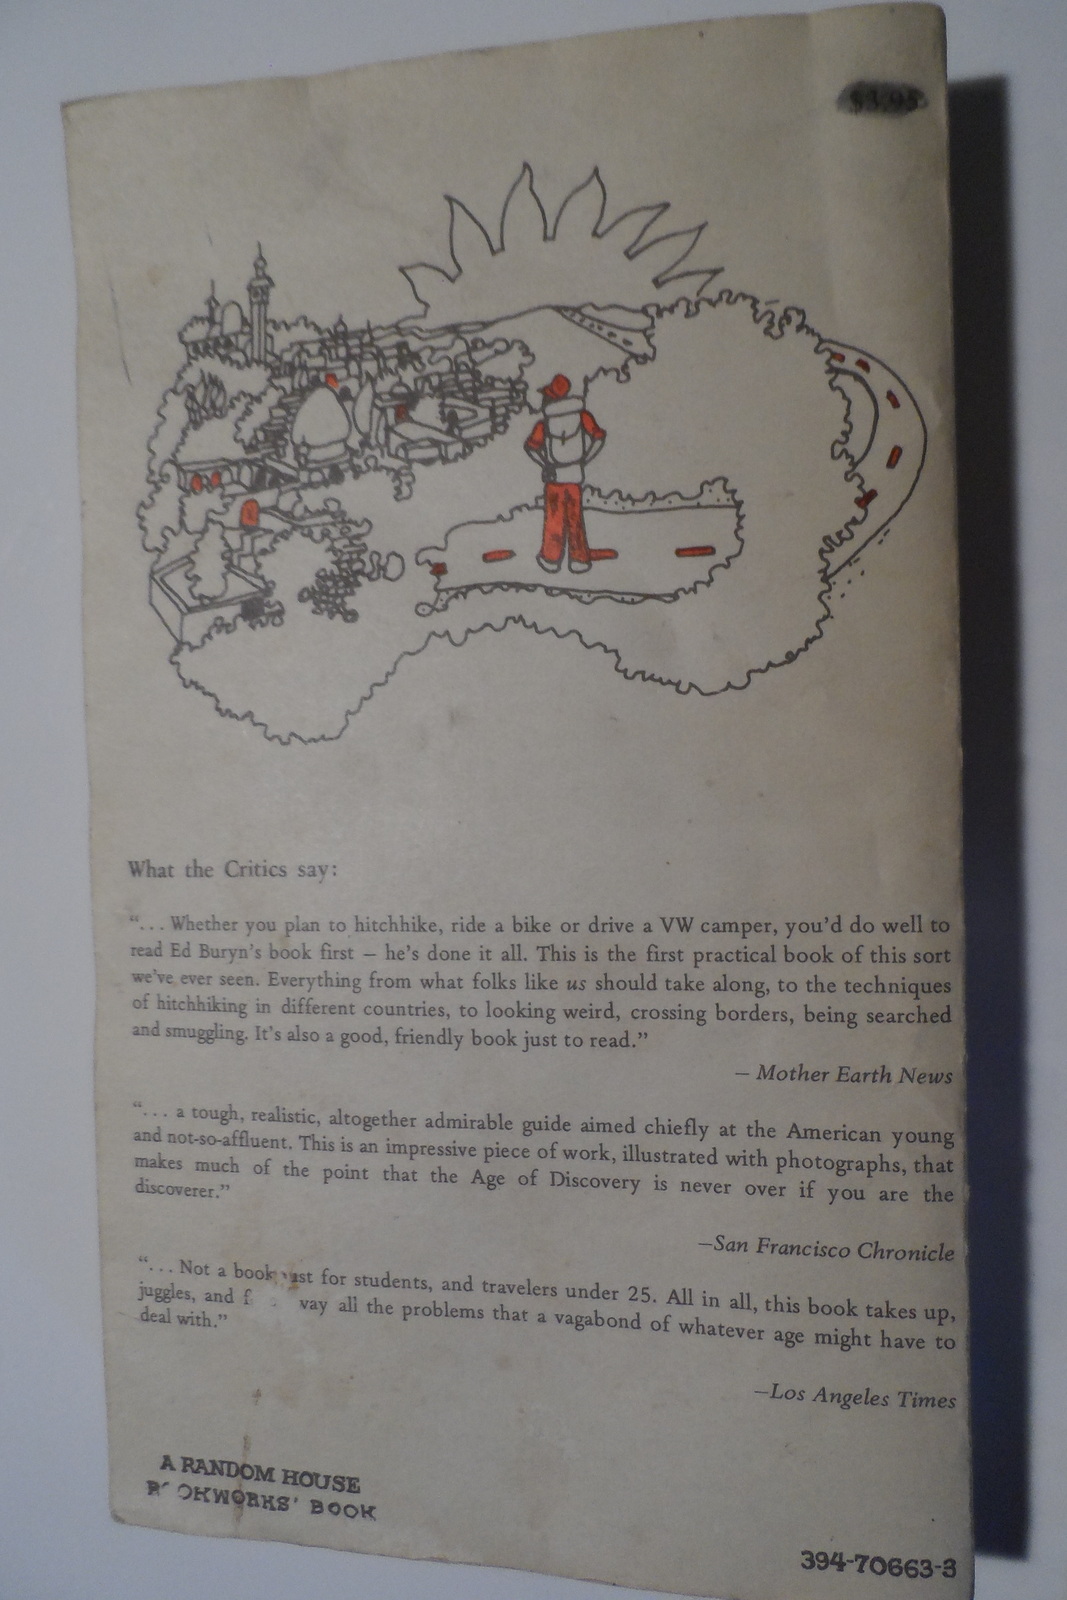 $3.95
What the Critics say:
“... Whether you plan to hitchhike, ride a bike or drive a VW camper, you’d do well to
read Ed Buryn’s book first — he’s done it all. This is the first practical book of this sort
we’ve ever seen. Everything from what folks like us should take along, to the techniques
of hitchhiking in different countries, to looking weird, crossing borders, being searched
and smuggling. It’s also a good, friendly book just to read.”
— Mother Earth News
“... a tough, realistic, altogether admirable guide aimed chiefly at the American young
and not-so-affluent. This is an impressive piece of work, illustrated with photographs, that
makes much of the point that the Age of Discovery is never over if you are the
discoverer.”
—San Francisco Chronicle
“... Not a book for students, and travelers under 25. All in all, this book takes up,
juggles, and all the problems that a vagabond of whatever age might have to
deal with.”
—Los Angeles Times
A RANDOM HOUSE
BOOK
394-70663-3